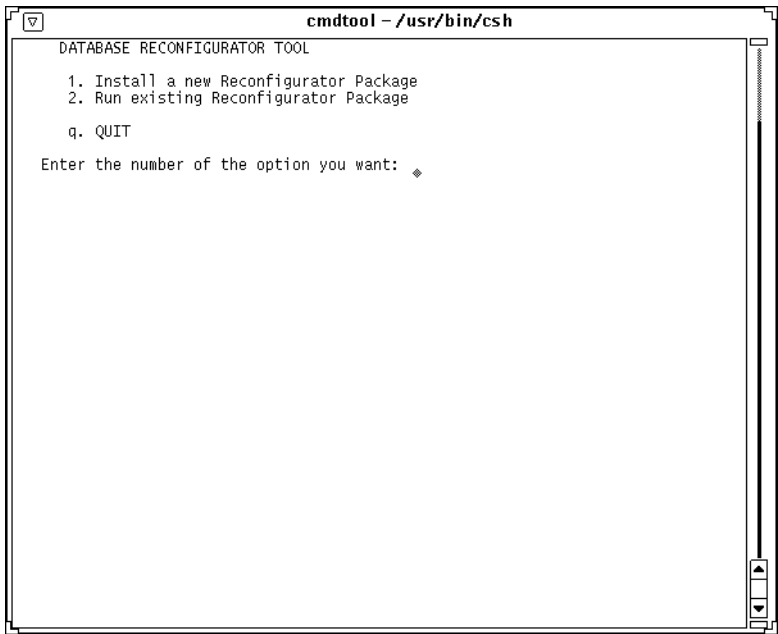 cmdtool – /usr/bin/csh
DATABASE RECONFIGURATOR TOOL
1. Install a new Reconfigurator Package
2. Run existing Reconfigurator Package
q. QUIT
Enter the number of the option you want: